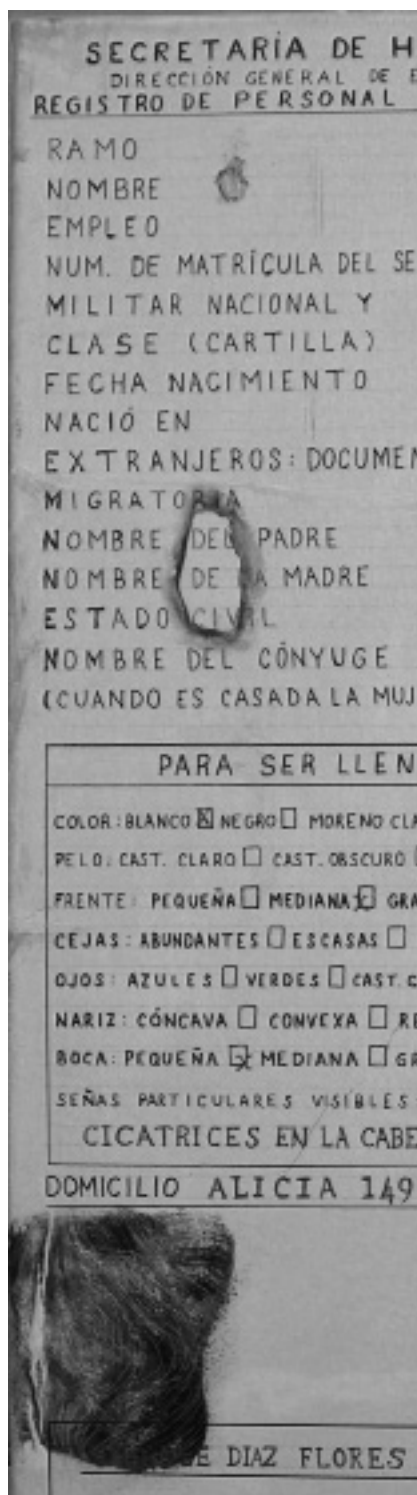 SECRETARÍA DE H
DIRECCIÓN GENERAL DE E
REGISTRO DE PERSONAL
RAMO
NOMBRE
EMPLEO
NUM. DE MATRÍCULA DEL SE
MILITAR NACIONAL Y
CLASE (CARTILLA)
FECHA NACIMIENTO
NACIÓ EN
EXTRANJEROS: DOCUMEN
MIGRATORIA
NOMBRE DEL PADRE
NOMBRE DE LA MADRE
ESTADO CIVIL
NOMBRE DEL CÓNYUGE
(CUANDO ES CASADA LA MUJ
PARA SER LLEN
COLOR: BLANCO ☒ NEGRO ☐ MORENO CLA
PELO: CAST. CLARO ☐ CAST. OBSCURO ☐
FRENTE: PEQUEÑA ☐ MEDIANA ☒ GRA
CEJAS: ABUNDANTES ☐ ESCASAS ☐
OJOS: AZULES ☐ VERDES ☐ CAST. C
NARIZ: CÓNCAVA ☐ CONVEXA ☐ RE
BOCA: PEQUEÑA ☒ MEDIANA ☐ GR
SEÑAS PARTICULARES VISIBLES
CICATRICES EN LA CABE
DOMICILIO ALICIA 149
DIAZ FLORES